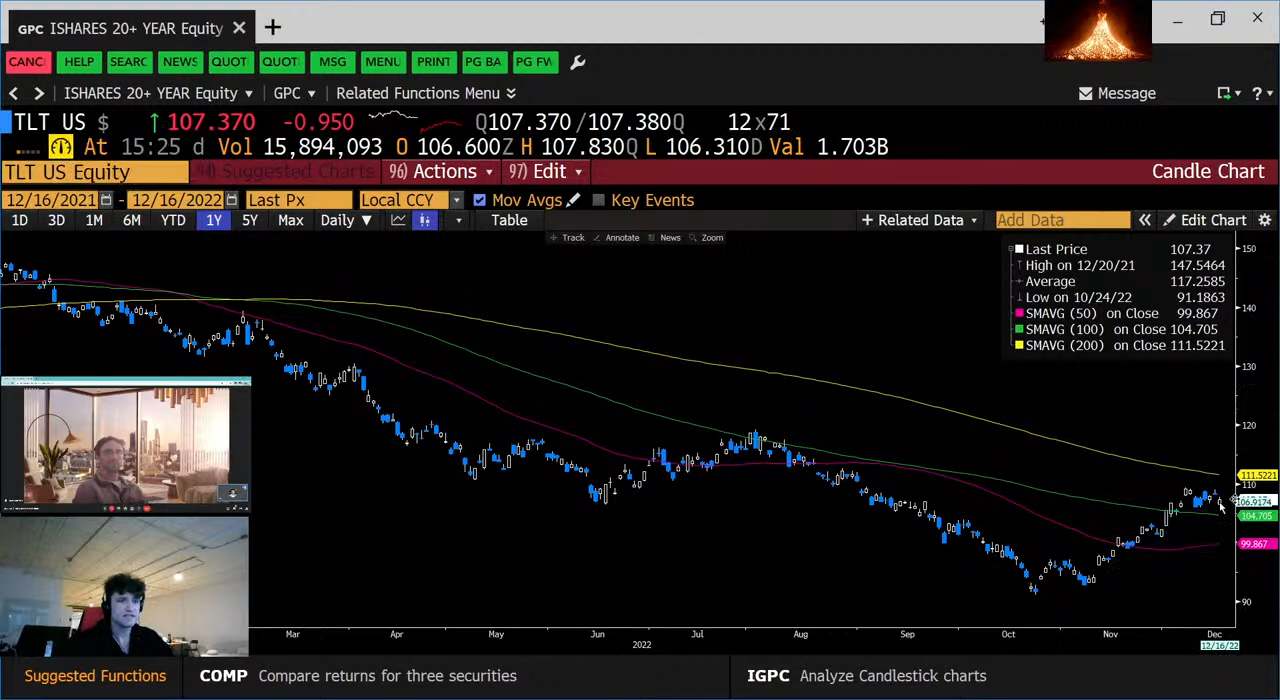 GPC ISHARES 20+ YEAR Equity
CANC HELP SEARC NEWS QUOT QUOT MSG MENU PRINT PG BA PG FW
ISHARES 20+ YEAR Equity GPC Related Functions Menu Message ?
TLT US $ ↑ 107.370 -0.950 Q107.370/107.380Q 12x71
At 15:25 d Vol 15,894,093 O 106.600Z H 107.830Q L 106.310D Val 1.703B
TLT US Equity 94) Suggested Charts 96) Actions 97) Edit Candle Chart
12/16/2021 - 12/16/2022 Last Px Local CCY Mov Avgs Key Events
1D 3D 1M 6M YTD 1Y 5Y Max Daily ▼ Table + Related Data Add Data « Edit Chart
Track Annotate News Zoom
Last Price 107.37
High on 12/20/21 147.5464
Average 117.2585
Low on 10/24/22 91.1863
SMAVG (50) on Close 99.867
SMAVG (100) on Close 104.705
SMAVG (200) on Close 111.5221
150
140
130
120
111.5221
110
106.9174
104.705
99.867
90
Mar Apr May Jun Jul Aug Sep Oct Nov Dec
2022
12/16/22
Suggested Functions COMP Compare returns for three securities IGPC Analyze Candlestick charts